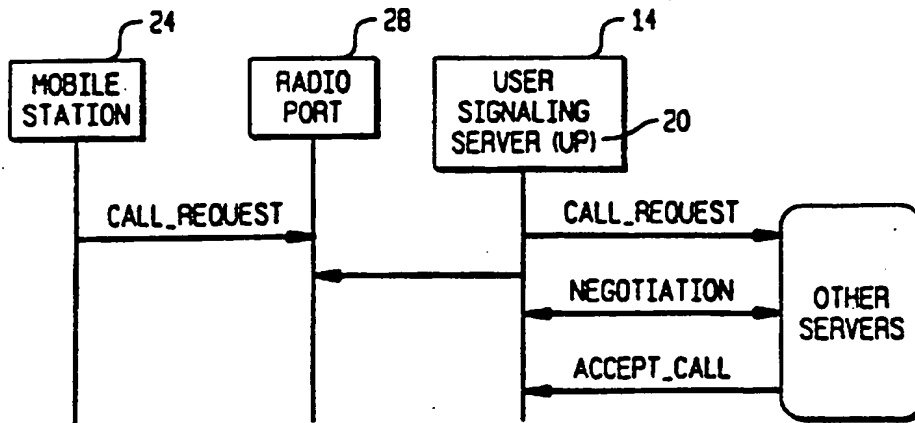 24
28
14
MOBILE
STATION
RADIO
PORT
USER
SIGNALING
SERVER (UP)
20
CALL_REQUEST
CALL_REQUEST
NEGOTIATION
OTHER
SERVERS
ACCEPT_CALL